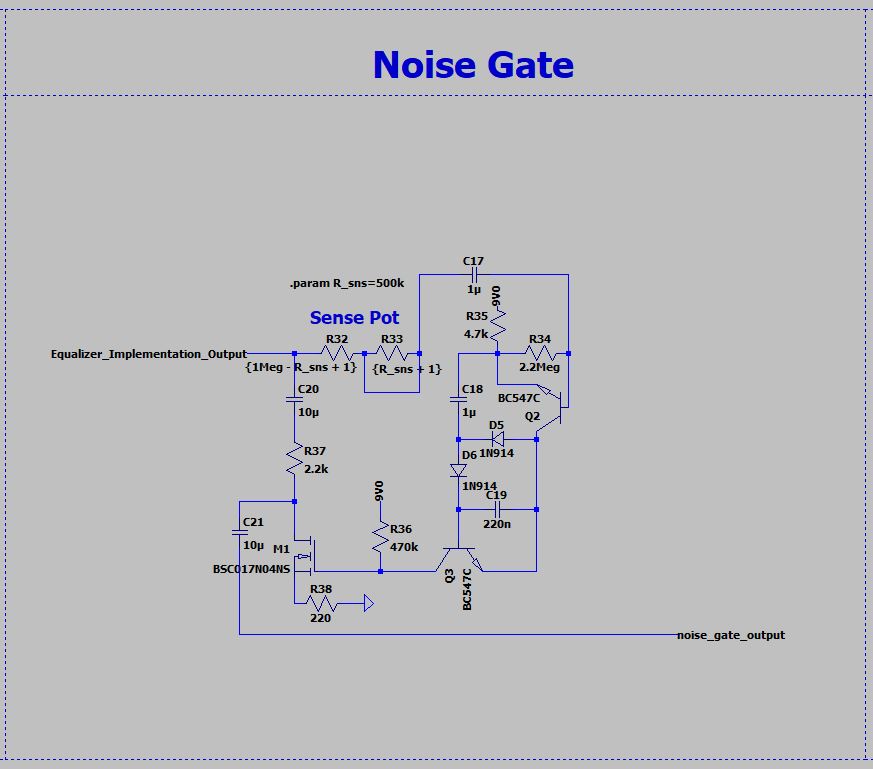 Noise Gate
C17
.param R_sns=500k
1µ
9V0
R35
4.7k
Sense Pot
R32
R33
R34
Equalizer_Implementation_Output
{1Meg - R_sns + 1}
{R_sns + 1}
2.2Meg
C20
10µ
C18
1µ
BC547C
Q2
D5
1N914
R37
2.2k
D6
1N914
9V0
C19
220n
C21
10µ
R36
470k
M1
BSC017N04NS
Q3
BC547C
R38
220
noise_gate_output